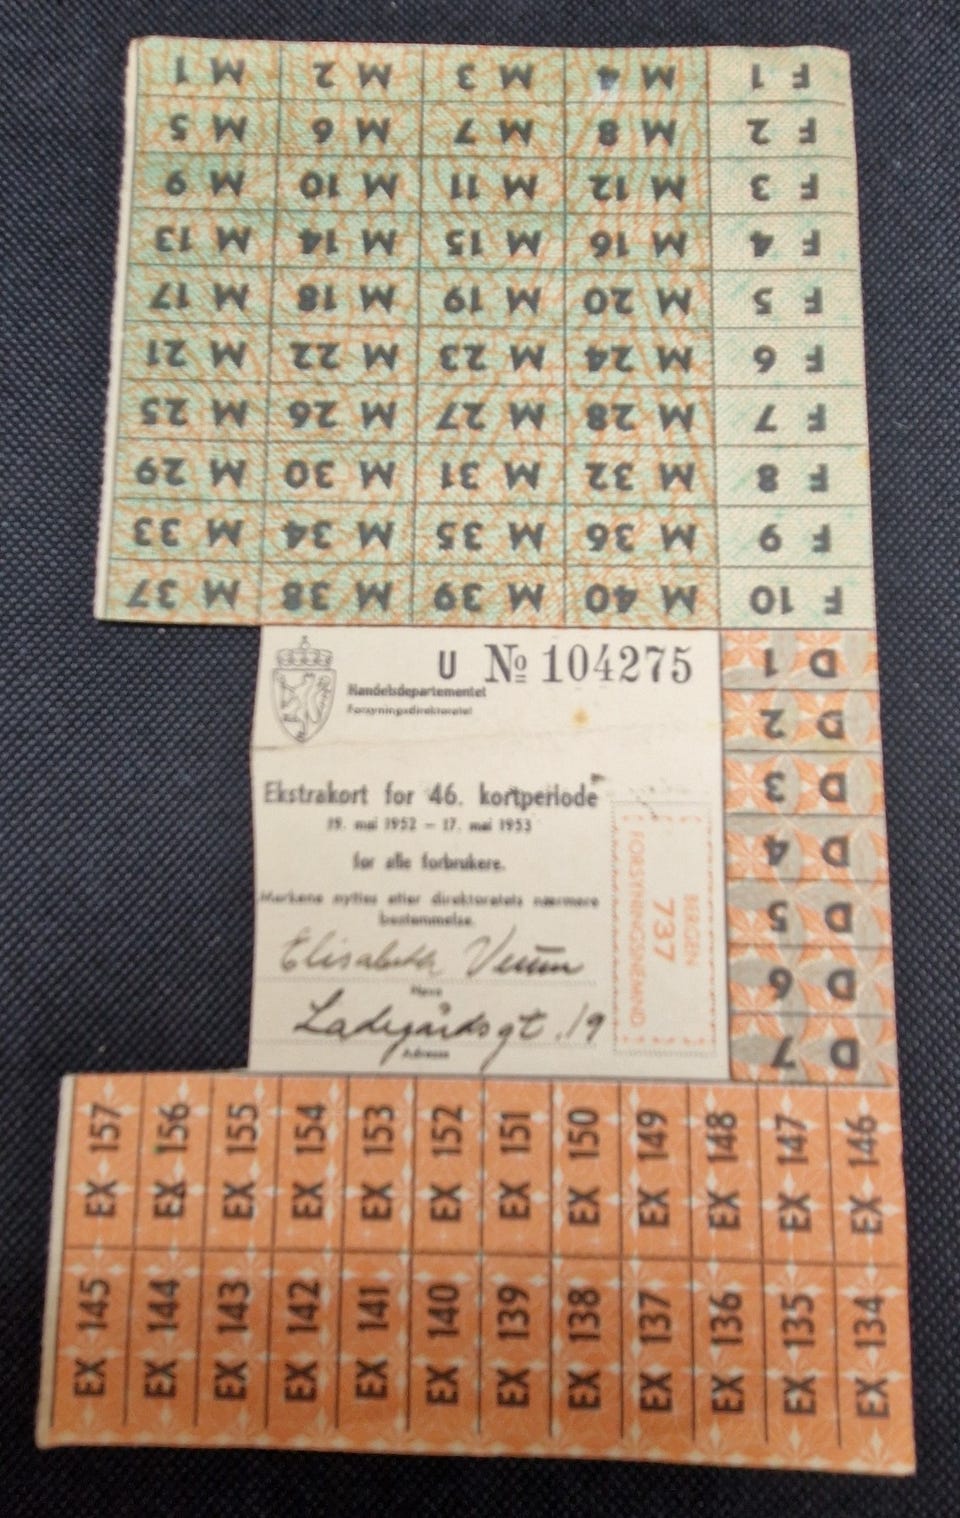 M 1 M 2 M 3 M 4 F 1
M 5 M 6 M 7 M 8 F 2
M 9 M 10 M 11 M 12 F 3
M 13 M 14 M 15 M 16 F 4
M 17 M 18 M 19 M 20 F 5
M 21 M 22 M 23 M 24 F 6
M 25 M 26 M 27 M 28 F 7
M 29 M 30 M 31 M 32 F 8
M 33 M 34 M 35 M 36 F 9
M 37 M 38 M 39 M 40 F 10
U № 104275
Handelsdepartementet
Forsyningsdirektoratet
Ekstrakort for 46. kortperiode
19. mai 1952 – 17. mai 1953
for alle forbrukere.
Merkene nyttes etter direktoratets nærmere
bestemmelse.
Elisabeth
Navn
Ladegårdsgt. 19
Adresse
BERGEN
737
FORSYNINGSNEMND
D 1
D 2
D 3
D 4
D 5
D 6
D 7
EX 157 EX 156 EX 155 EX 154 EX 153 EX 152 EX 151 EX 150 EX 149 EX 148 EX 147 EX 146
EX 145 EX 144 EX 143 EX 142 EX 141 EX 140 EX 139 EX 138 EX 137 EX 136 EX 135 EX 134